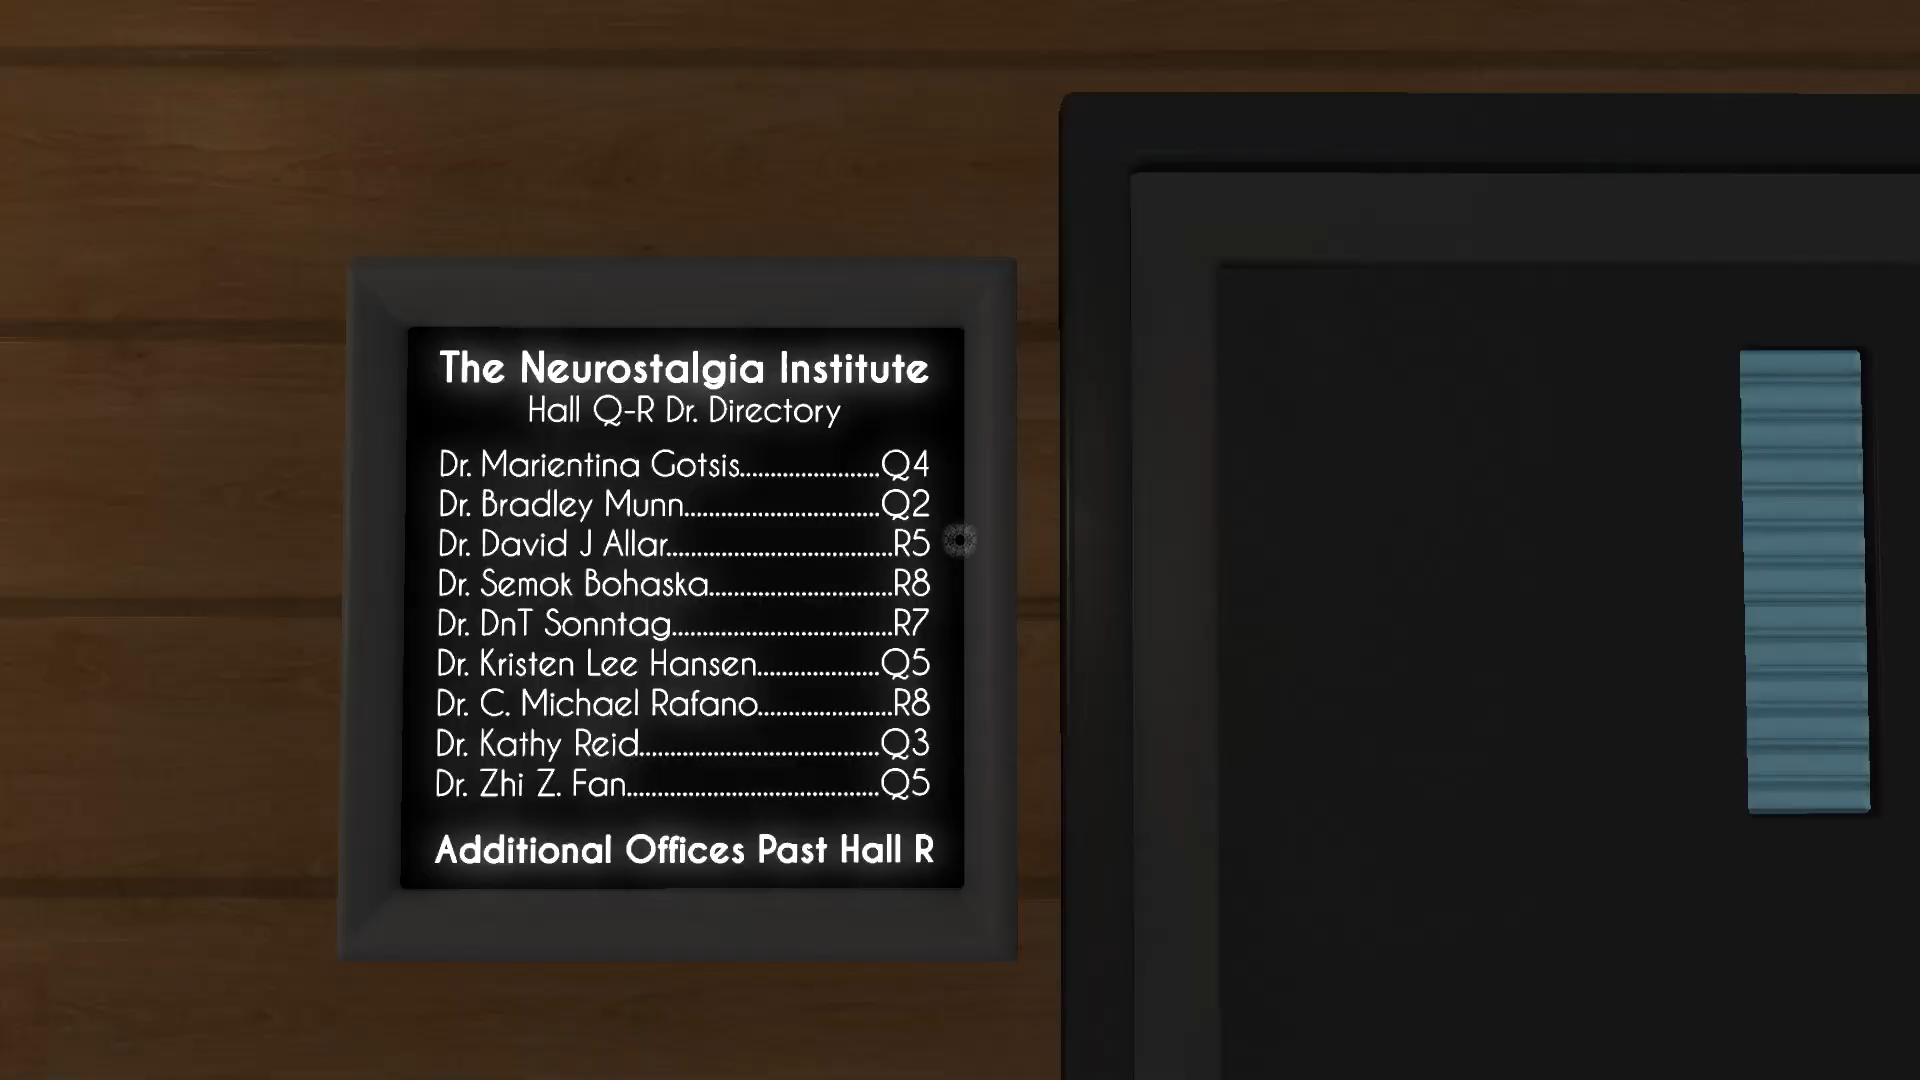 The Neurostalgia Institute
Hall Q-R Dr. Directory
Dr. Marientina Gotsis......................Q4
Dr. Bradley Munn................................Q2
Dr. David J Allar.....................................R5
Dr. Semok Bohaska..............................R8
Dr. DnT Sonntag....................................R7
Dr. Kristen Lee Hansen....................Q5
Dr. C. Michael Rafano......................R8
Dr. Kathy Reid.......................................Q3
Dr. Zhi Z. Fan.........................................Q5
Additional Offices Past Hall R